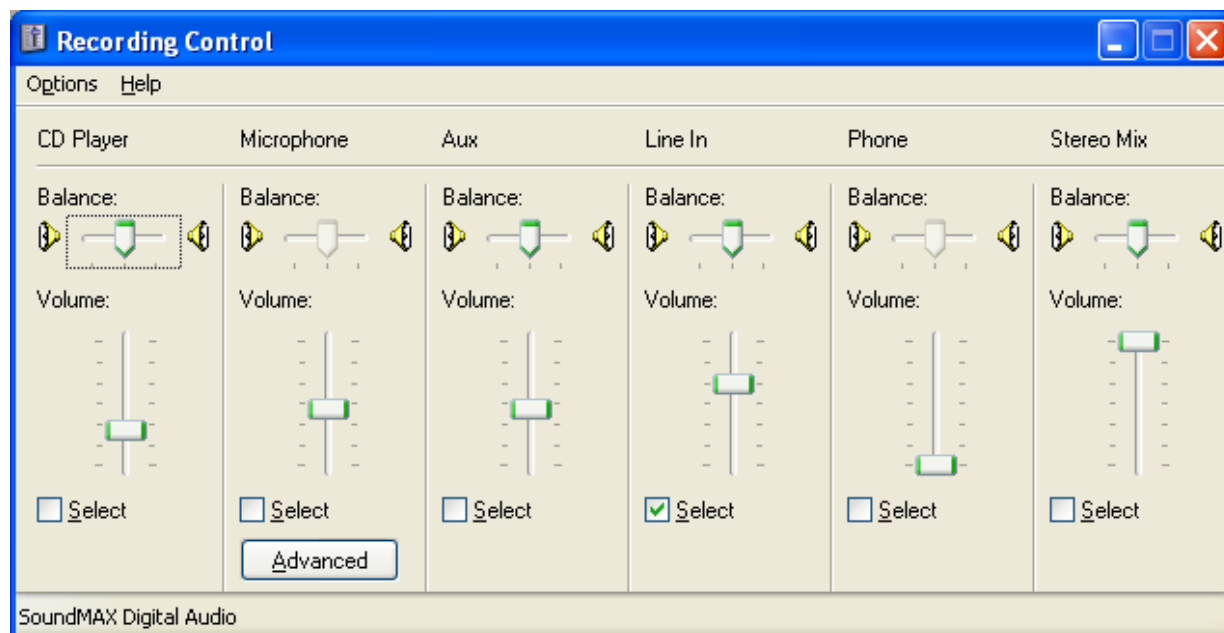 Recording Control
Options Help
CD Player Microphone Aux Line In Phone Stereo Mix
Balance: Balance: Balance: Balance: Balance: Balance:
Volume: Volume: Volume: Volume: Volume: Volume:
Select Select Select Select Select Select
Advanced
SoundMAX Digital Audio